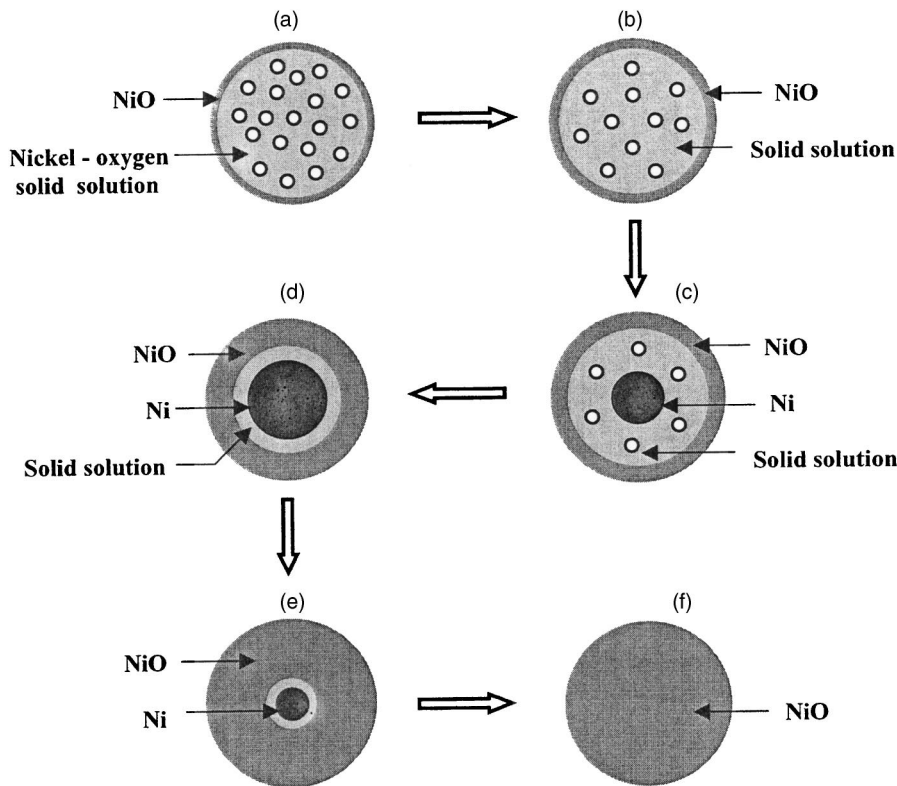 (a)
NiO
Nickel - oxygen
solid solution
(b)
NiO
Solid solution
(c)
NiO
Ni
Solid solution
(d)
NiO
Ni
Solid solution
(e)
NiO
Ni
(f)
NiO